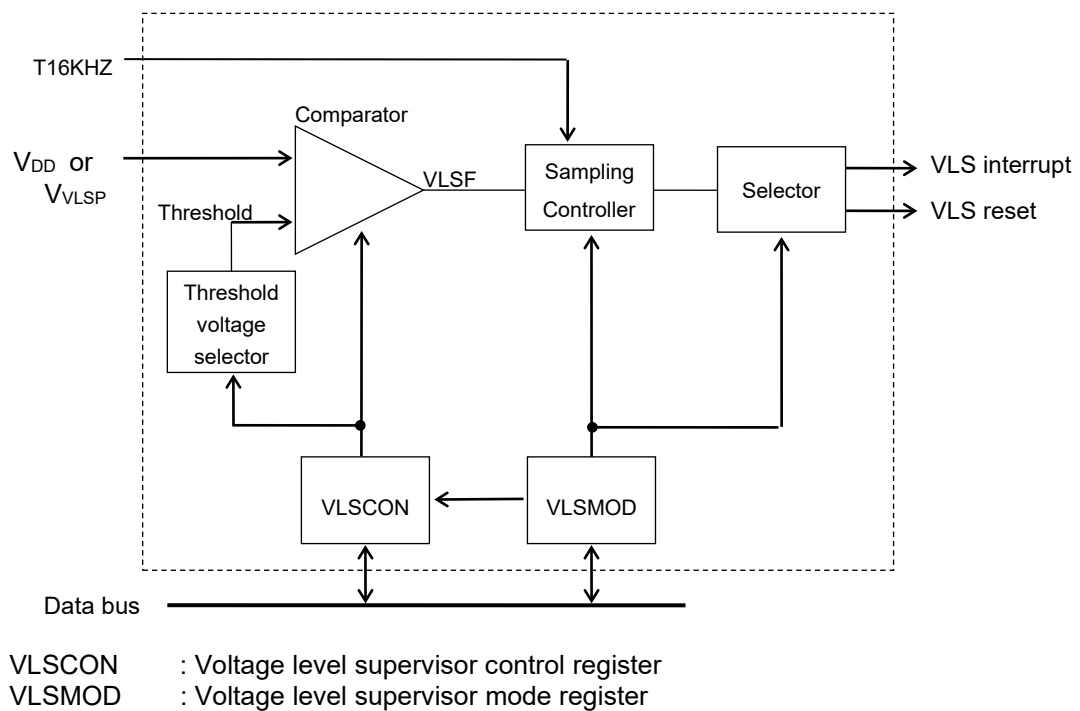 T16KHZ
Comparator
VDD or
VVLSP
VLSF
Sampling
Controller
Selector
VLS interrupt
VLS reset
Threshold
Threshold
voltage
selector
VLSCON
VLSMOD
Data bus
VLSCON : Voltage level supervisor control register
VLSMOD : Voltage level supervisor mode register